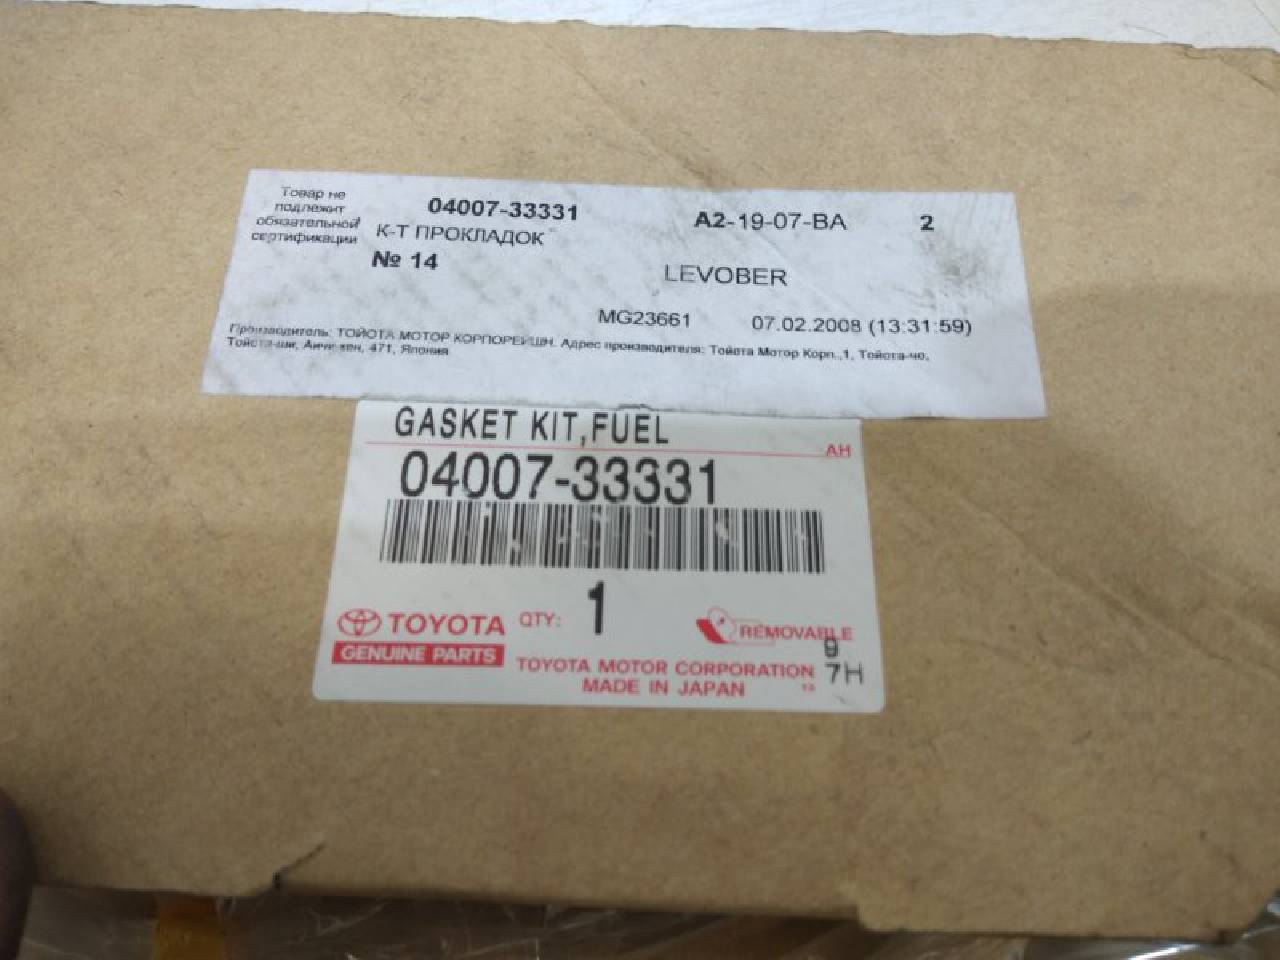 Товар не
подлежит
обязательной
сертификации
04007-33331
К-Т ПРОКЛАДОК
№ 14
A2-19-07-BA 2
LEVOBER
MG23661 07.02.2008 (13:31:59)
Производитель: ТОЙОТА МОТОР КОРПОРЕЙШН. Адрес производителя: Тойота Мотор Корп.,1, Тойота-чо,
471, Япония
GASKET KIT,FUEL
AH
04007-33331
TOYOTA
GENUINE PARTS
QTY: 1
REMOVABLE
9
7H
TOYOTA MOTOR CORPORATION
MADE IN JAPAN